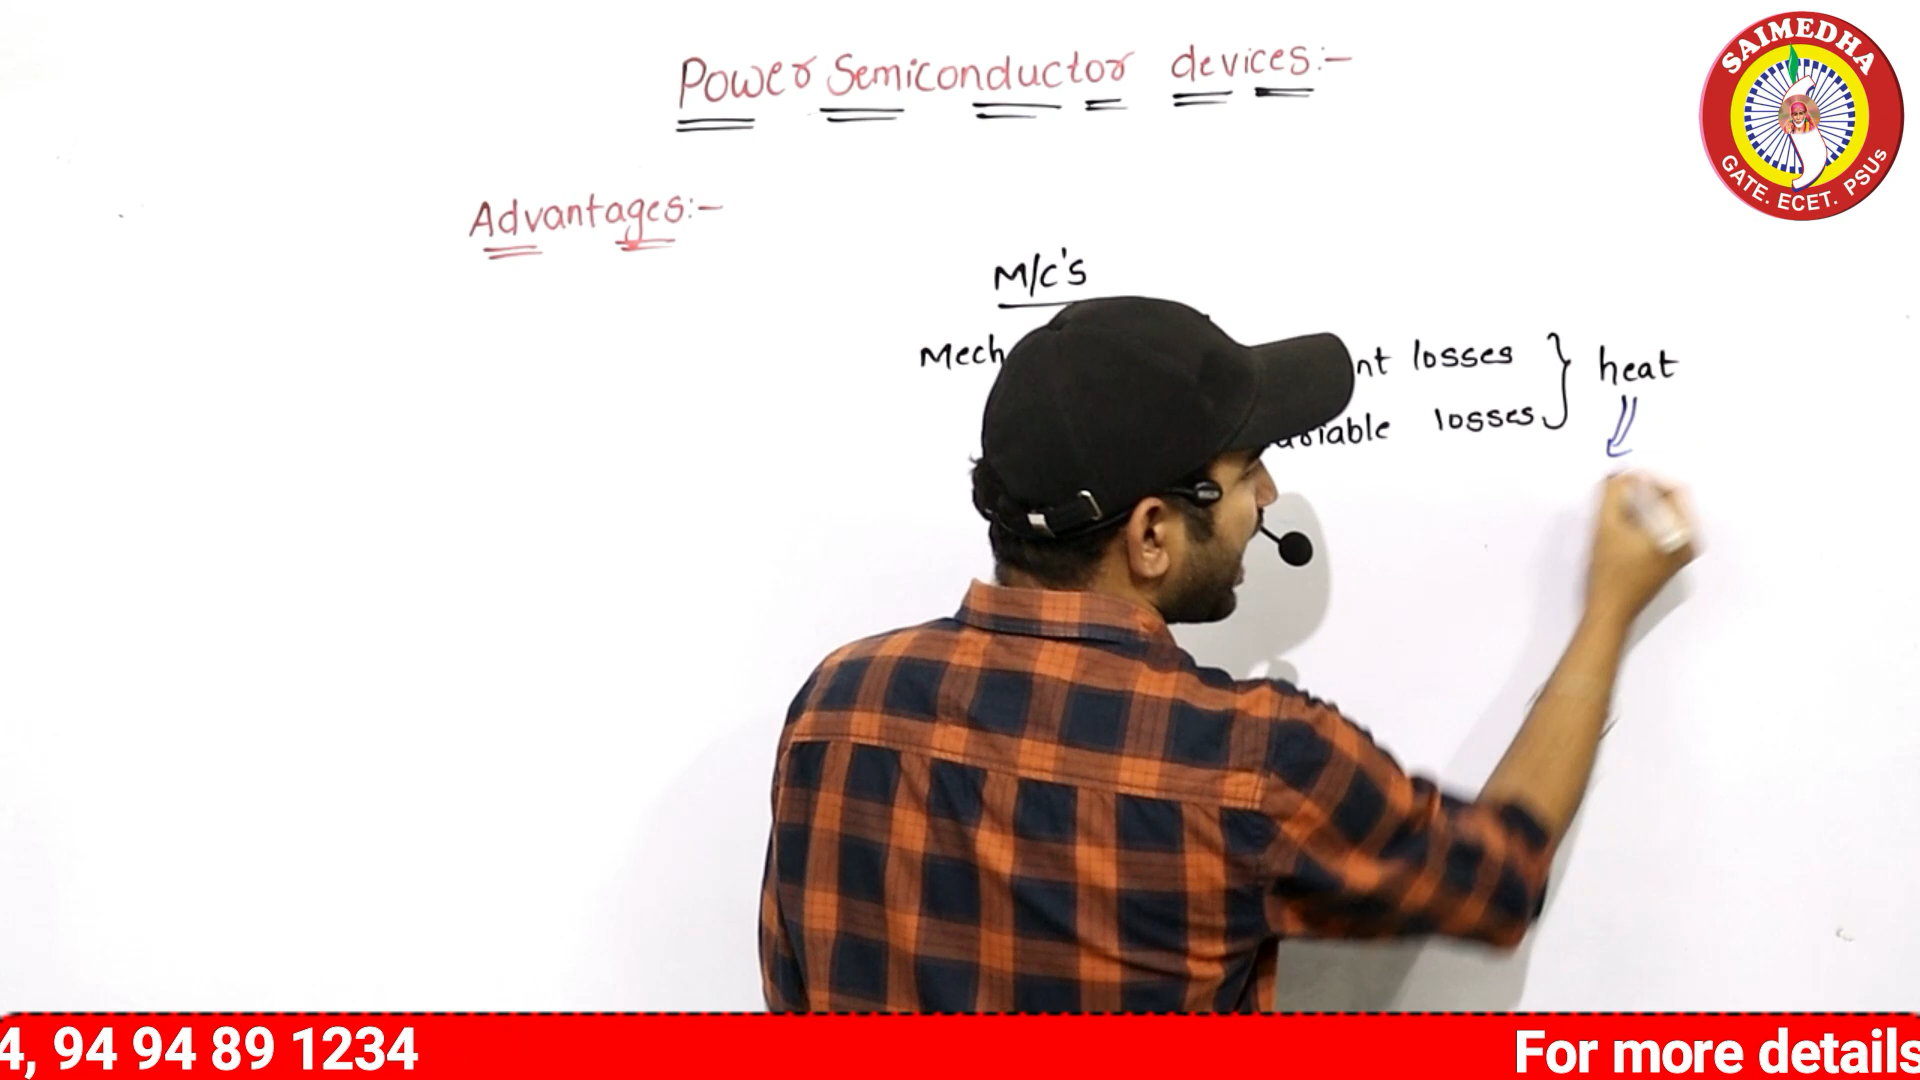 Power Semiconductor devices:-
SAIMEDHA
GATE. ECET. PSUs
Advantages:-
M/C's
Mech
nt losses } heat
variable losses
4, 94 94 89 1234
For more details